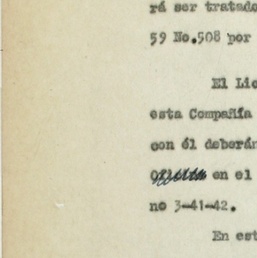 rá ser tratado
59 No.508 por
El Lic
esta Compañía
con él deberán
en el
no 3-41-42.
En est